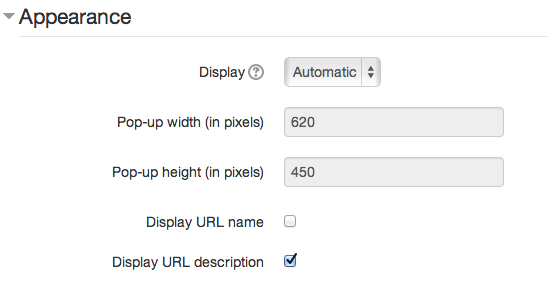 Appearance
Display Automatic
Pop-up width (in pixels) 620
Pop-up height (in pixels) 450
Display URL name
Display URL description